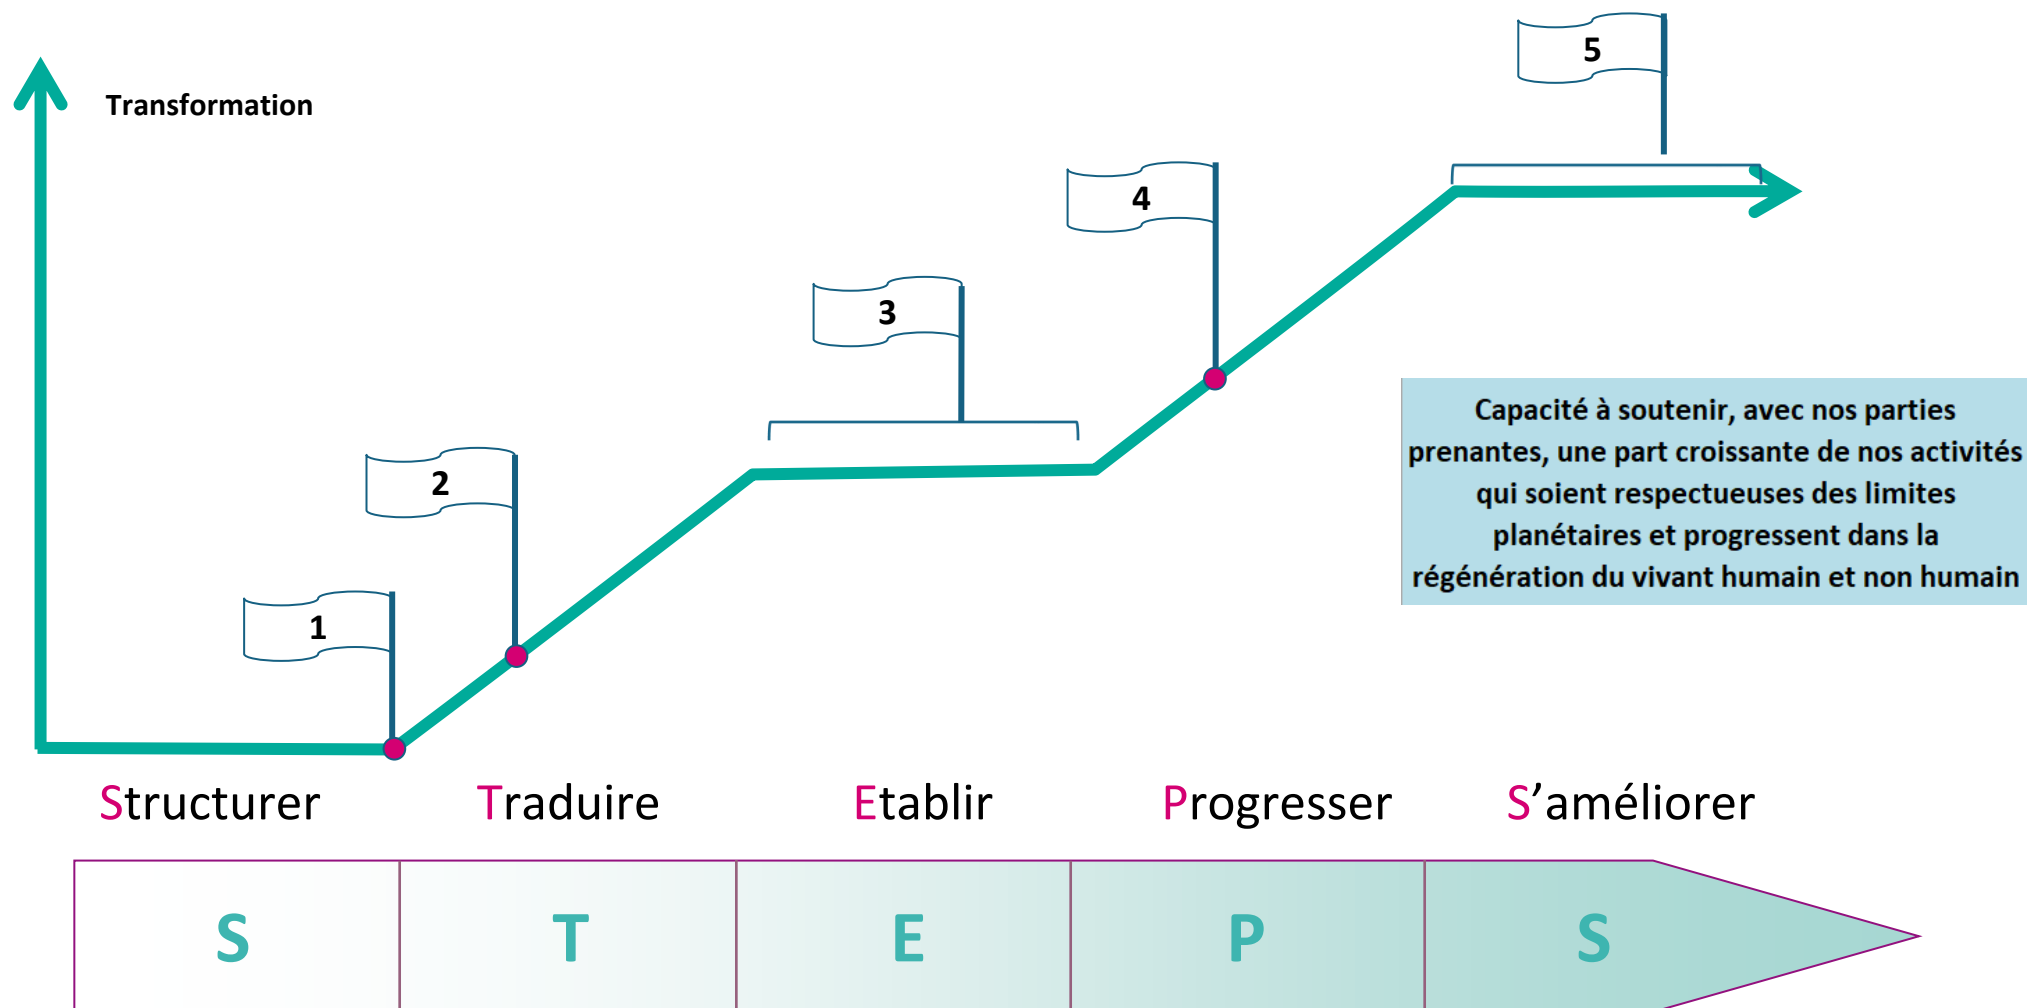 5
Transformation
4
3
2
1
Capacité à soutenir, avec nos parties
prenantes, une part croissante de nos activités
qui soient respectueuses des limites
planétaires et progressent dans la
régénération du vivant humain et non humain
Structurer
Traduire
Etablir
Progresser
S’améliorer
S
T
E
P
S